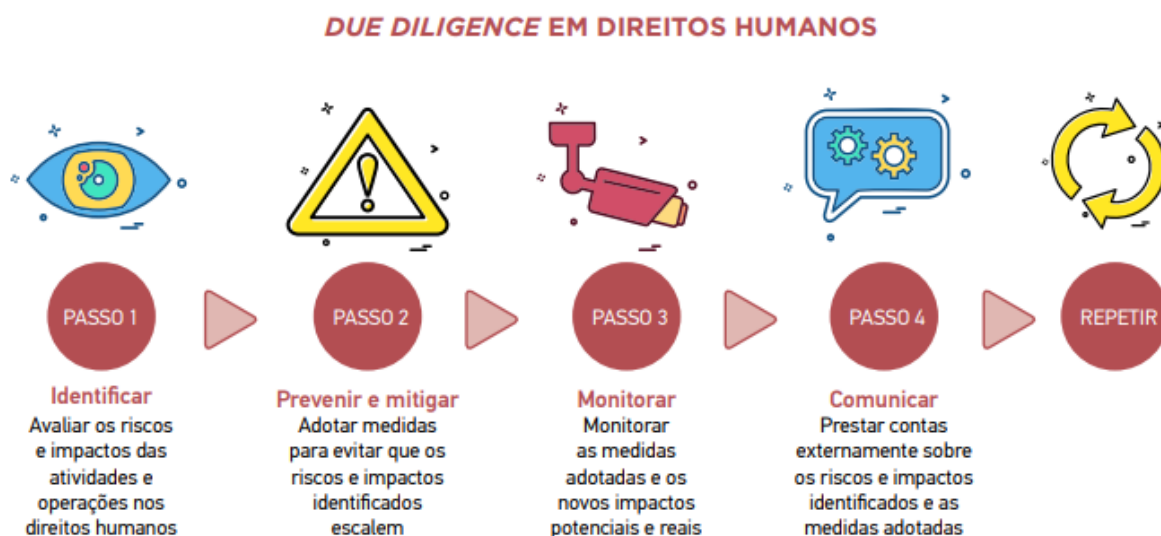 DUE DILIGENCE EM DIREITOS HUMANOS
PASSO 1
PASSO 2
PASSO 3
PASSO 4
REPETIR
Identificar
Avaliar os riscos
e impactos das
atividades e
operações nos
direitos humanos
Prevenir e mitigar
Adotar medidas
para evitar que os
riscos e impactos
identificados
escalem
Monitorar
Monitorar
as medidas
adotadas e os
novos impactos
potenciais e reais
Comunicar
Prestar contas
externamente sobre
os riscos e impactos
identificados e as
medidas adotadas